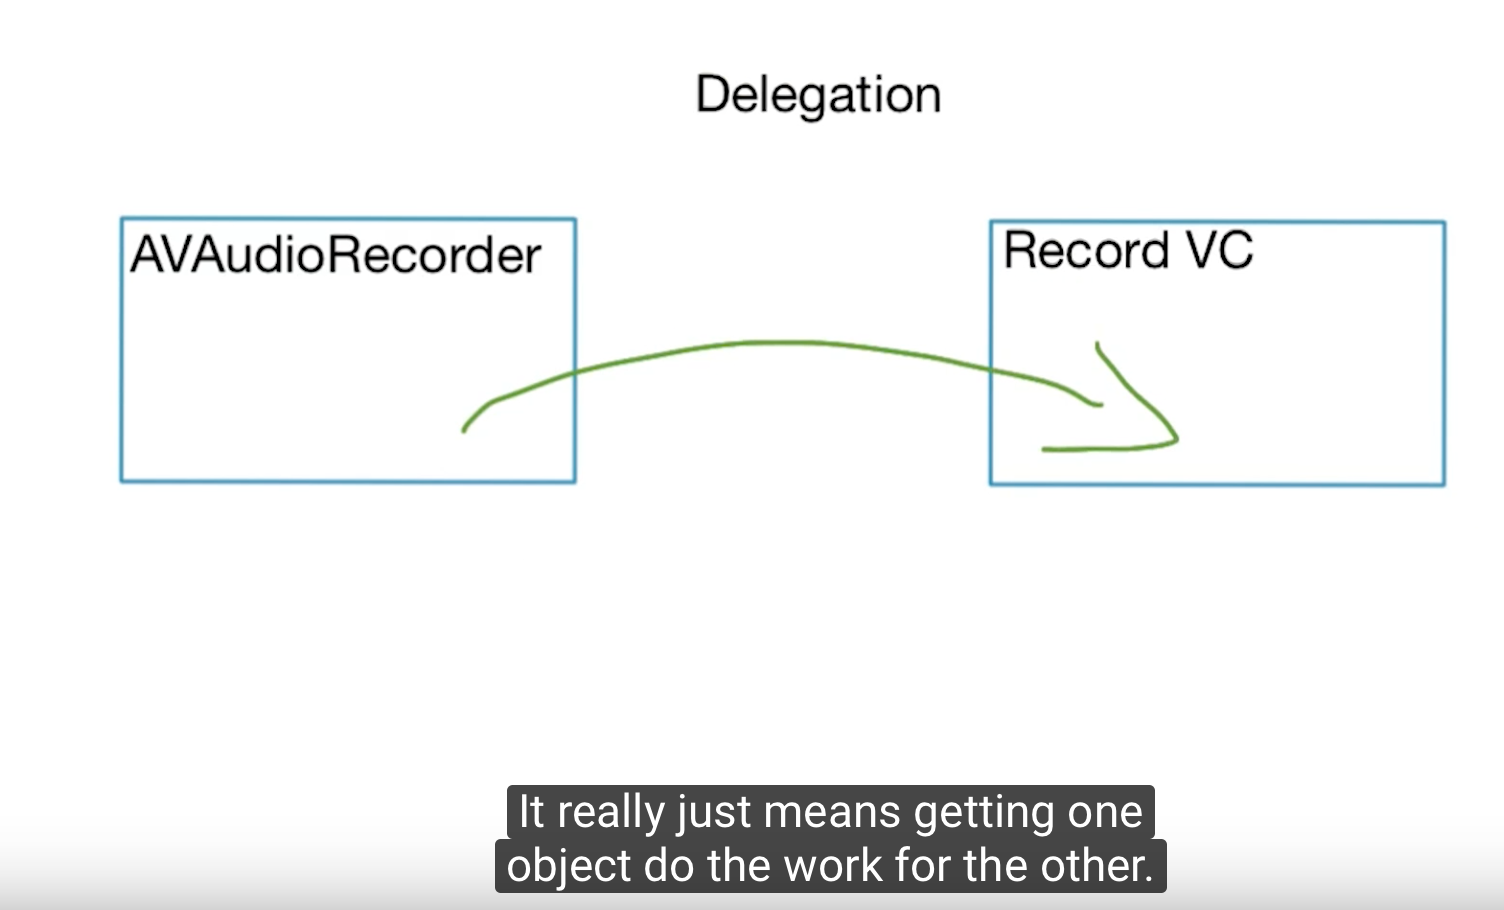 Delegation
AVAudioRecorder
Record VC
It really just means getting one
object do the work for the other.